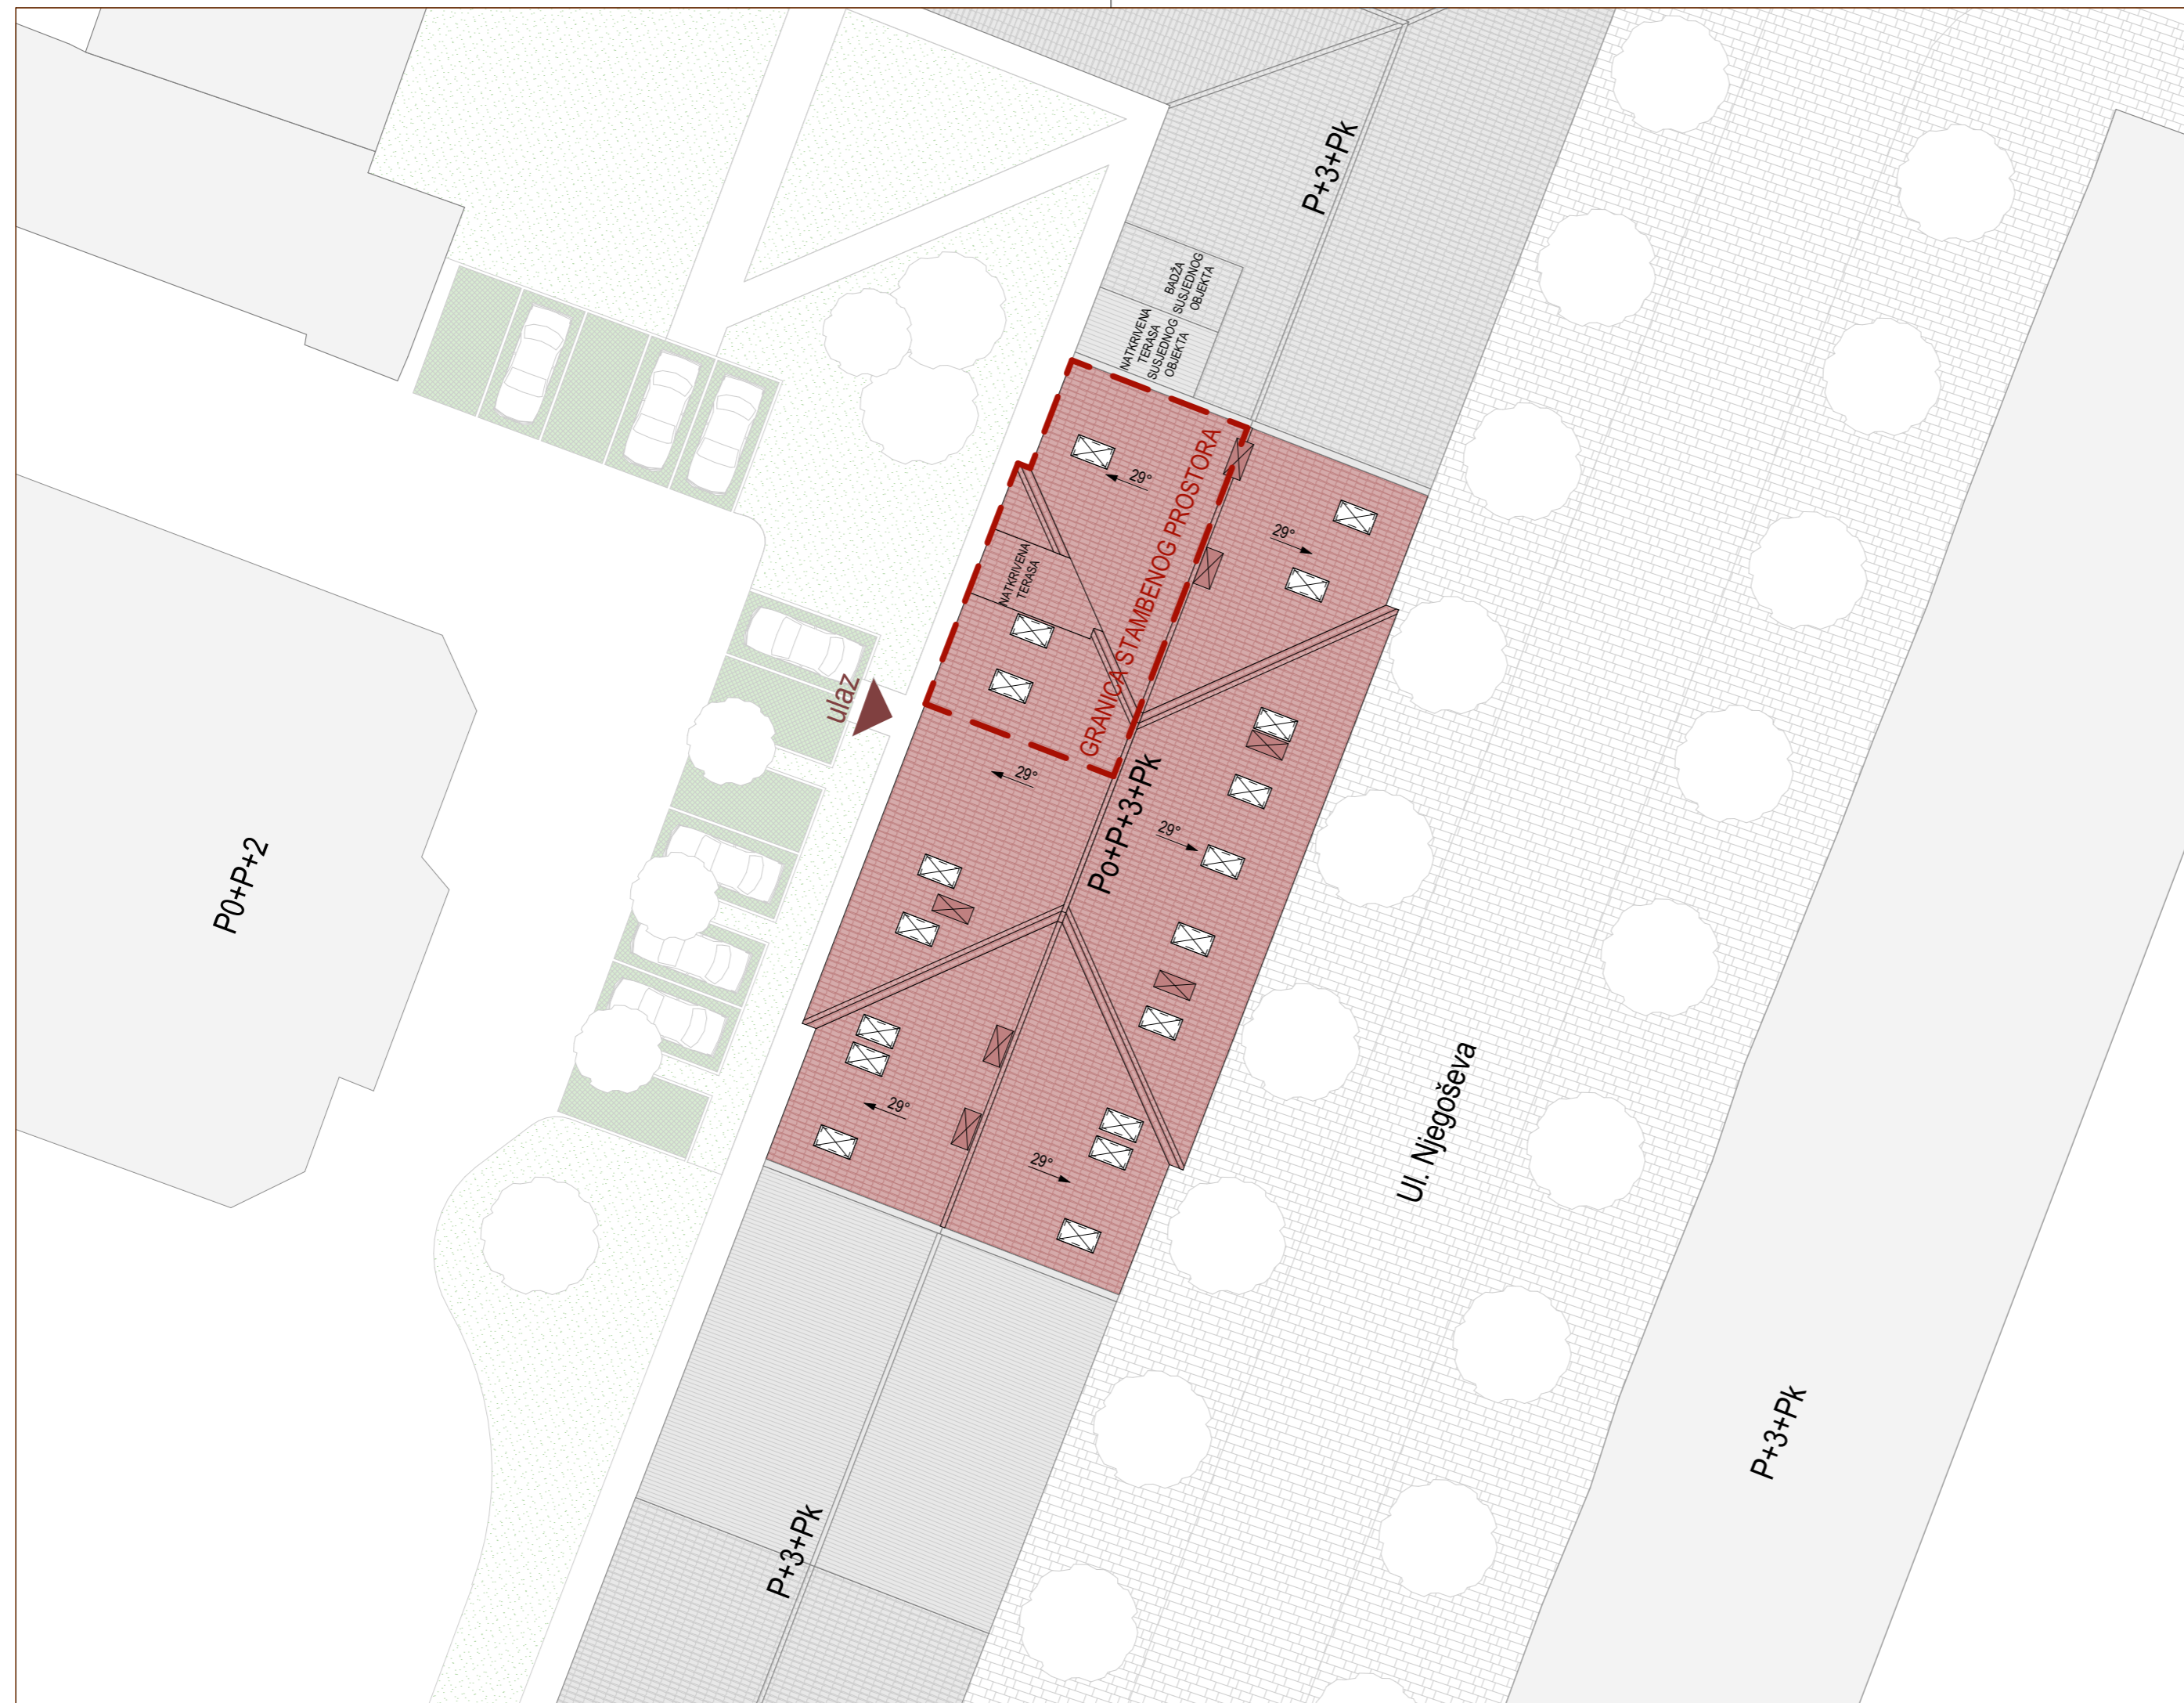 P+3+Pk
BADŽA
SUSJEDNOG
OBJEKTA
NATKRIVENA
TERASA
SUSJEDNOG
OBJEKTA
29°
29°
GRANICA STAMBENOG PROSTORA
NATKRIVENA
TERASA
ulaz
29°
29°
Po+P+3+Pk
P0+P+2
29°
29°
Ul. Njegoševa
P+3+Pk
P+3+Pk